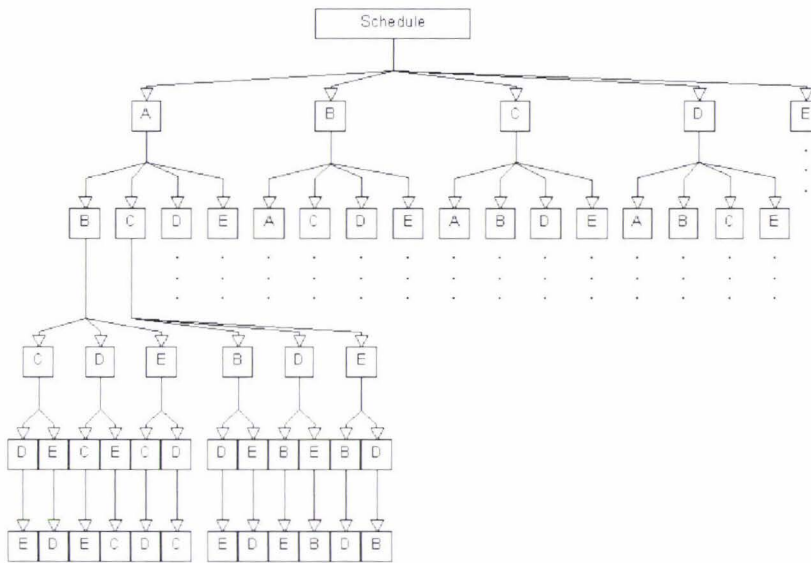 Schedule
A B C D E
B C D E A C D E A B D E A B C E
C D E B D E
D E C E C D D E B E B D
E D E C D C E D E B D B